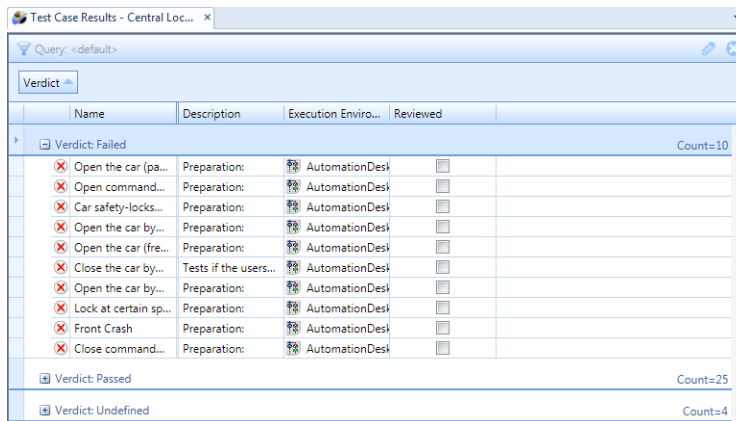 Test Case Results - Central Loc... ×
Query: <default>
Verdict
Name Description Execution Enviro... Reviewed
Verdict: Failed Count=10
Open the car (pa... Preparation: AutomationDesk
Open command... Preparation: AutomationDesk
Car safety-locks... Preparation: AutomationDesk
Open the car by... Preparation: AutomationDesk
Open the car (fre... Preparation: AutomationDesk
Close the car by... Tests if the users... AutomationDesk
Open the car by... Preparation: AutomationDesk
Lock at certain sp... Preparation: AutomationDesk
Front Crash Preparation: AutomationDesk
Close command... Preparation: AutomationDesk
Verdict: Passed Count=25
Verdict: Undefined Count=4